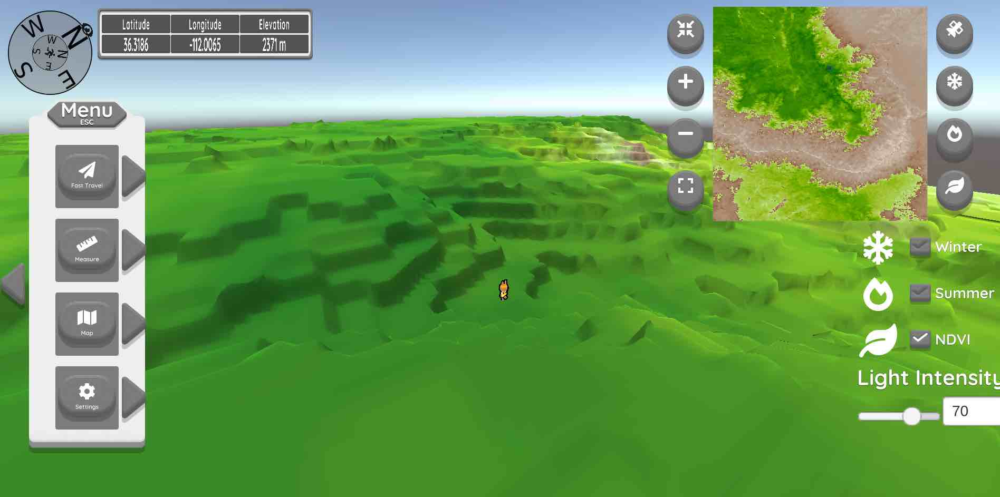 W
N
S
E
W
N
S
E
Latitude Longitude Elevation
36.3186 -112.0065 2371 m
Menu
ESC
Fast Travel
Measure
Map
Settings
Winter
Summer
NDVI
Light Intensity
70